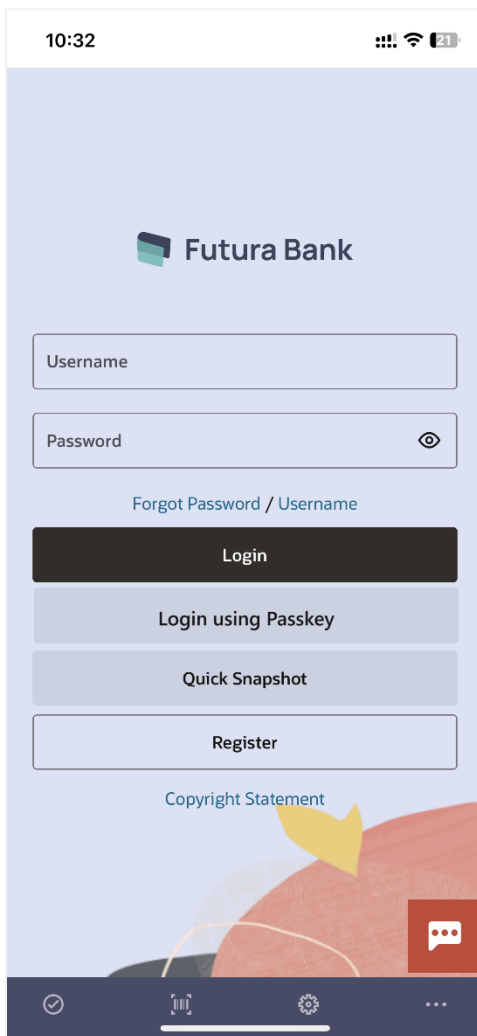 10:32
21
Futura Bank
Username
Password
Forgot Password / Username
Login
Login using Passkey
Quick Snapshot
Register
Copyright Statement